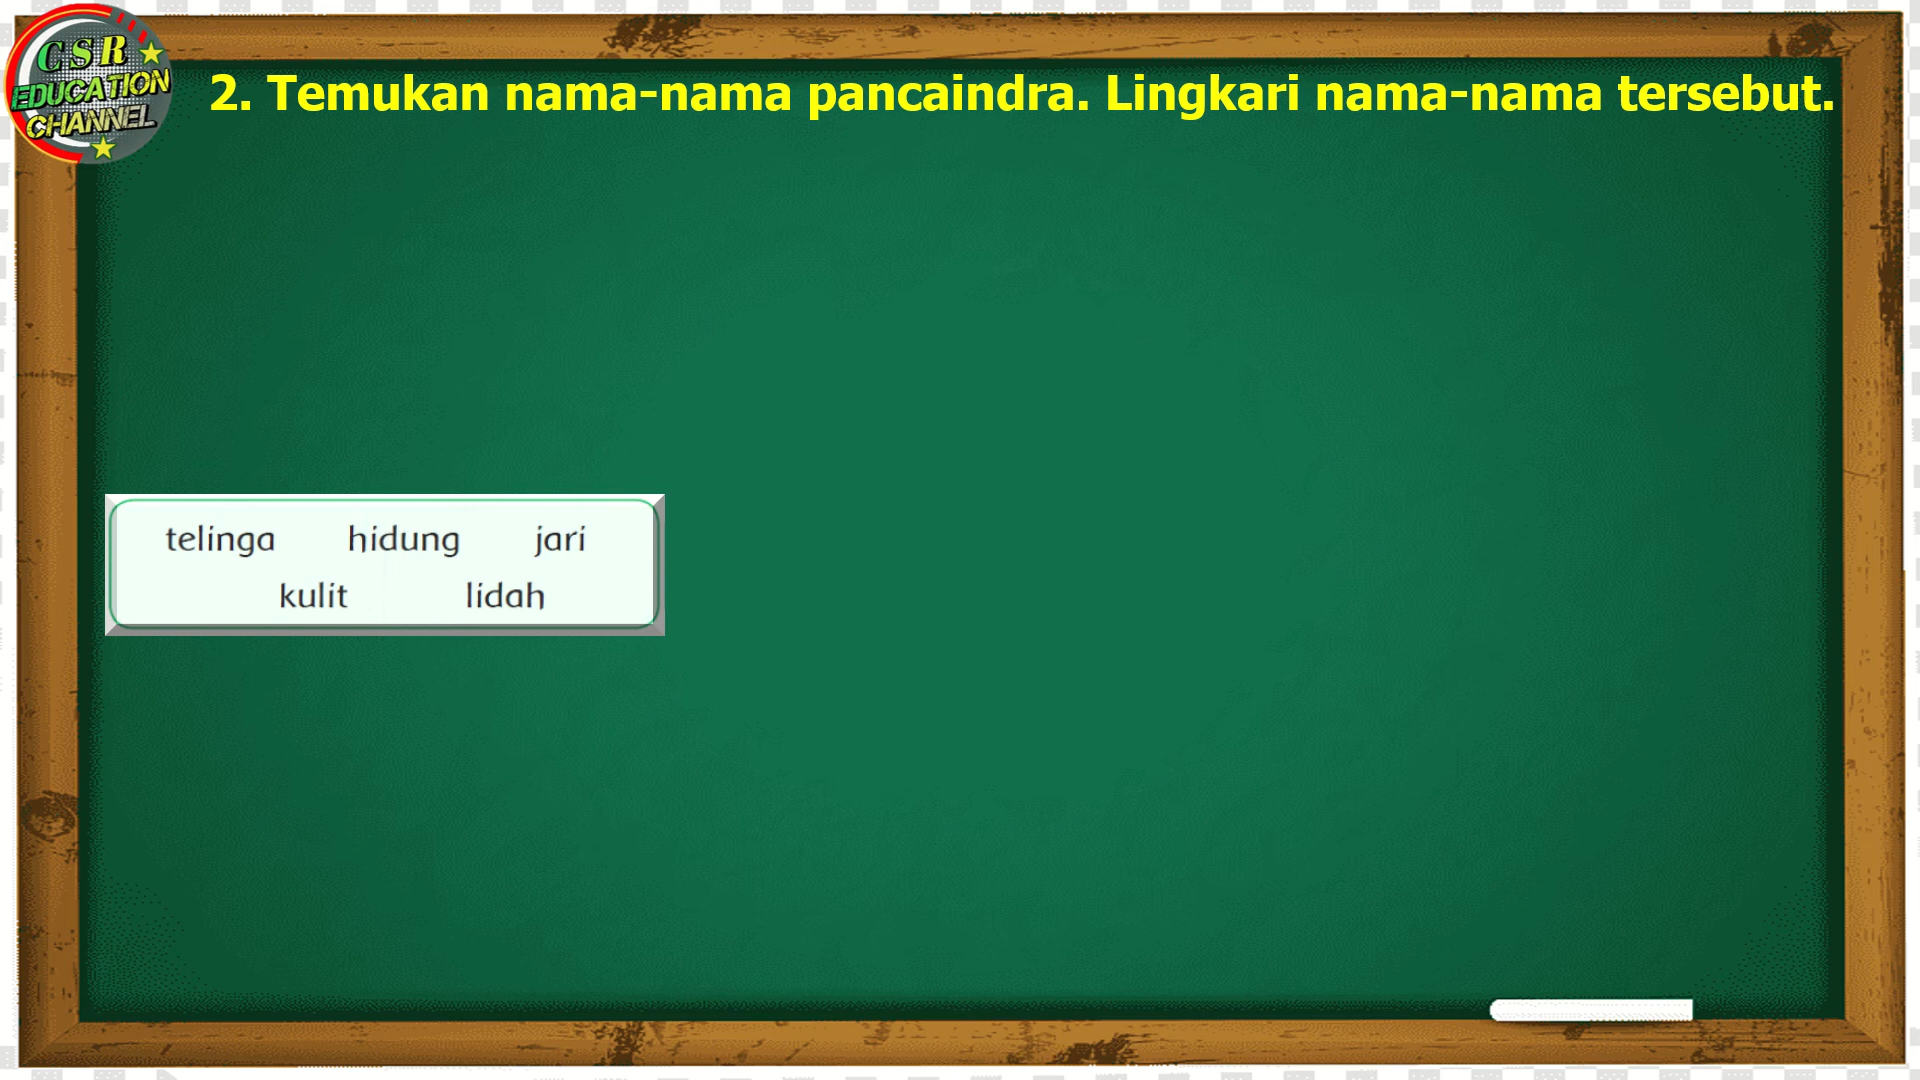 CSR
EDUCATION
CHANNEL
2. Temukan nama-nama pancaindra. Lingkari nama-nama tersebut.
telinga hidung jari
kulit lidah